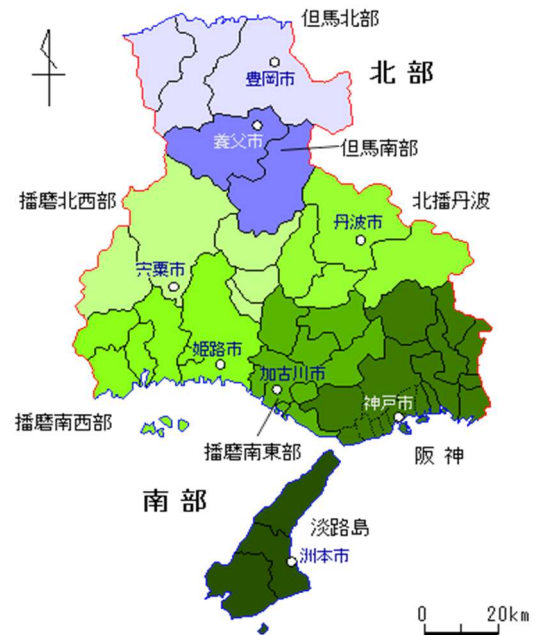 但馬北部
豊岡市
北部
養父市
但馬南部
播磨北西部
北播丹波
丹波市
宍粟市
姫路市
加古川市
神戸市
播磨南西部
播磨南東部
阪神
南部
淡路島
洲本市
0 20km